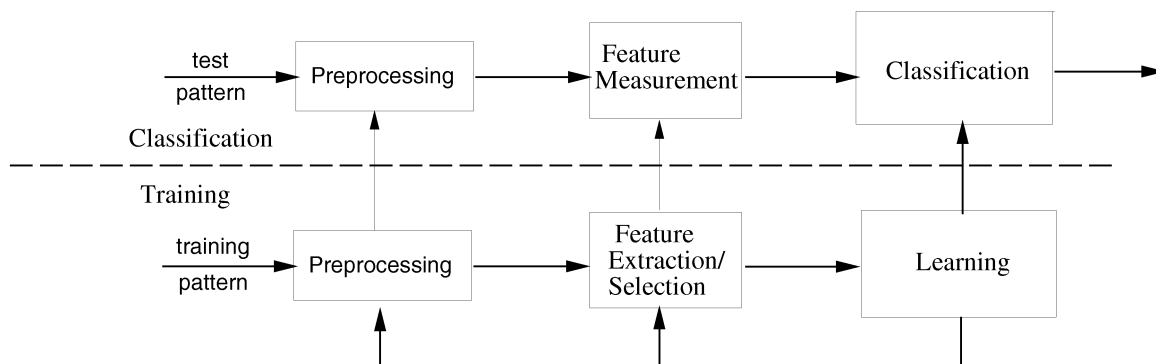 test
pattern
Preprocessing
Feature
Measurement
Classification
Classification
Training
training
pattern
Preprocessing
Feature
Extraction/
Selection
Learning